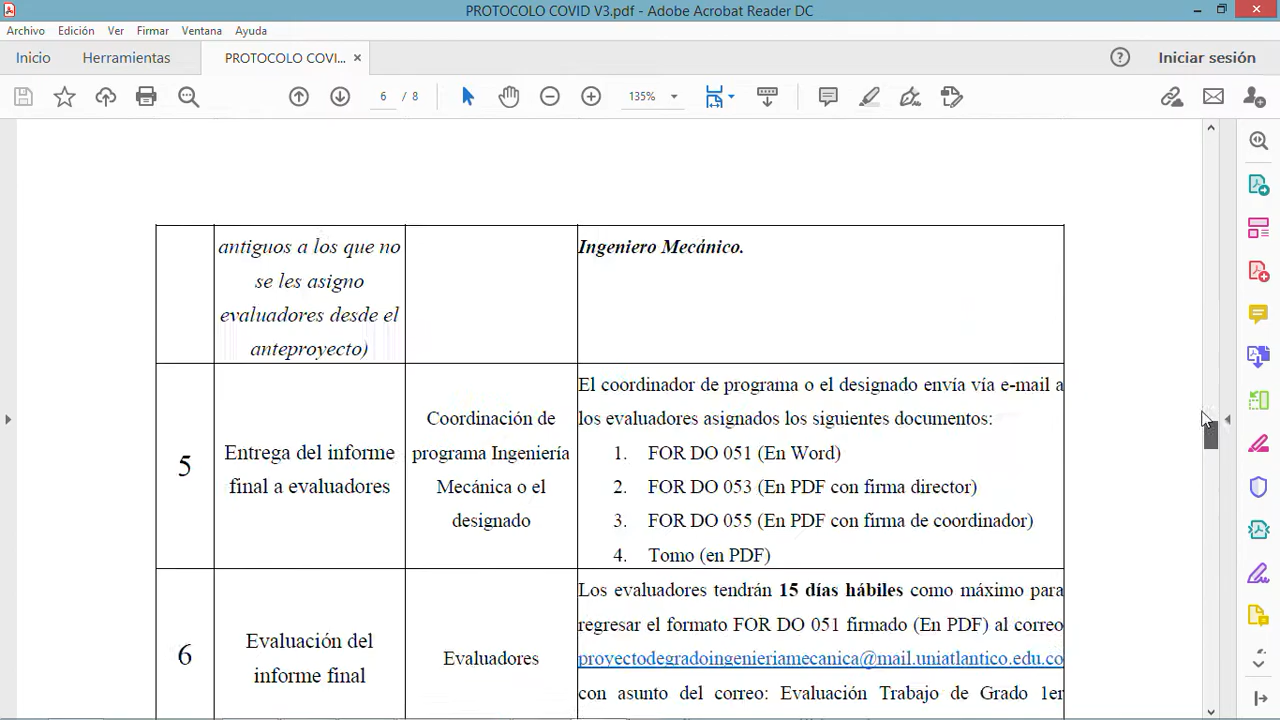 PROTOCOLO COVID V3.pdf - Adobe Acrobat Reader DC
Archivo Edición Ver Firmar Ventana Ayuda
Inicio Herramientas PROTOCOLO COVI... × Iniciar sesión
6 / 8 135%
antiguos a los que no
se les asigno
evaluadores desde el
anteproyecto)
Ingeniero Mecánico.
5
Entrega del informe
final a evaluadores
Coordinación de
programa Ingeniería
Mecánica o el
designado
El coordinador de programa o el designado envía vía e-mail a
los evaluadores asignados los siguientes documentos:
1. FOR DO 051 (En Word)
2. FOR DO 053 (En PDF con firma director)
3. FOR DO 055 (En PDF con firma de coordinador)
4. Tomo (en PDF)
6
Evaluación del
informe final
Evaluadores
Los evaluadores tendrán 15 días hábiles como máximo para
regresar el formato FOR DO 051 firmado (En PDF) al correo
proyectodegradoingenieriamecanica@mail.uniatlantico.edu.co
con asunto del correo: Evaluación Trabajo de Grado 1er